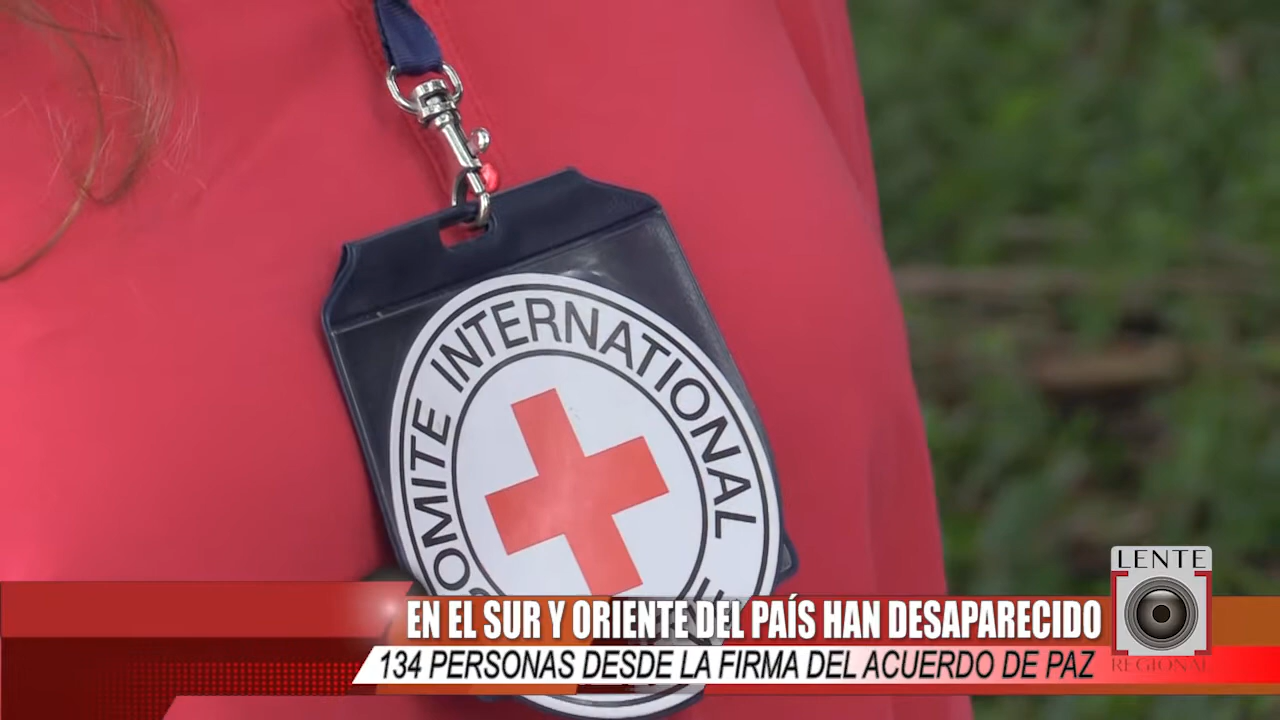 COMITE INTERNATIONAL
EN EL SUR Y ORIENTE DEL PAÍS HAN DESAPARECIDO
134 PERSONAS DESDE LA FIRMA DEL ACUERDO DE PAZ
LENTE
REGIONAL